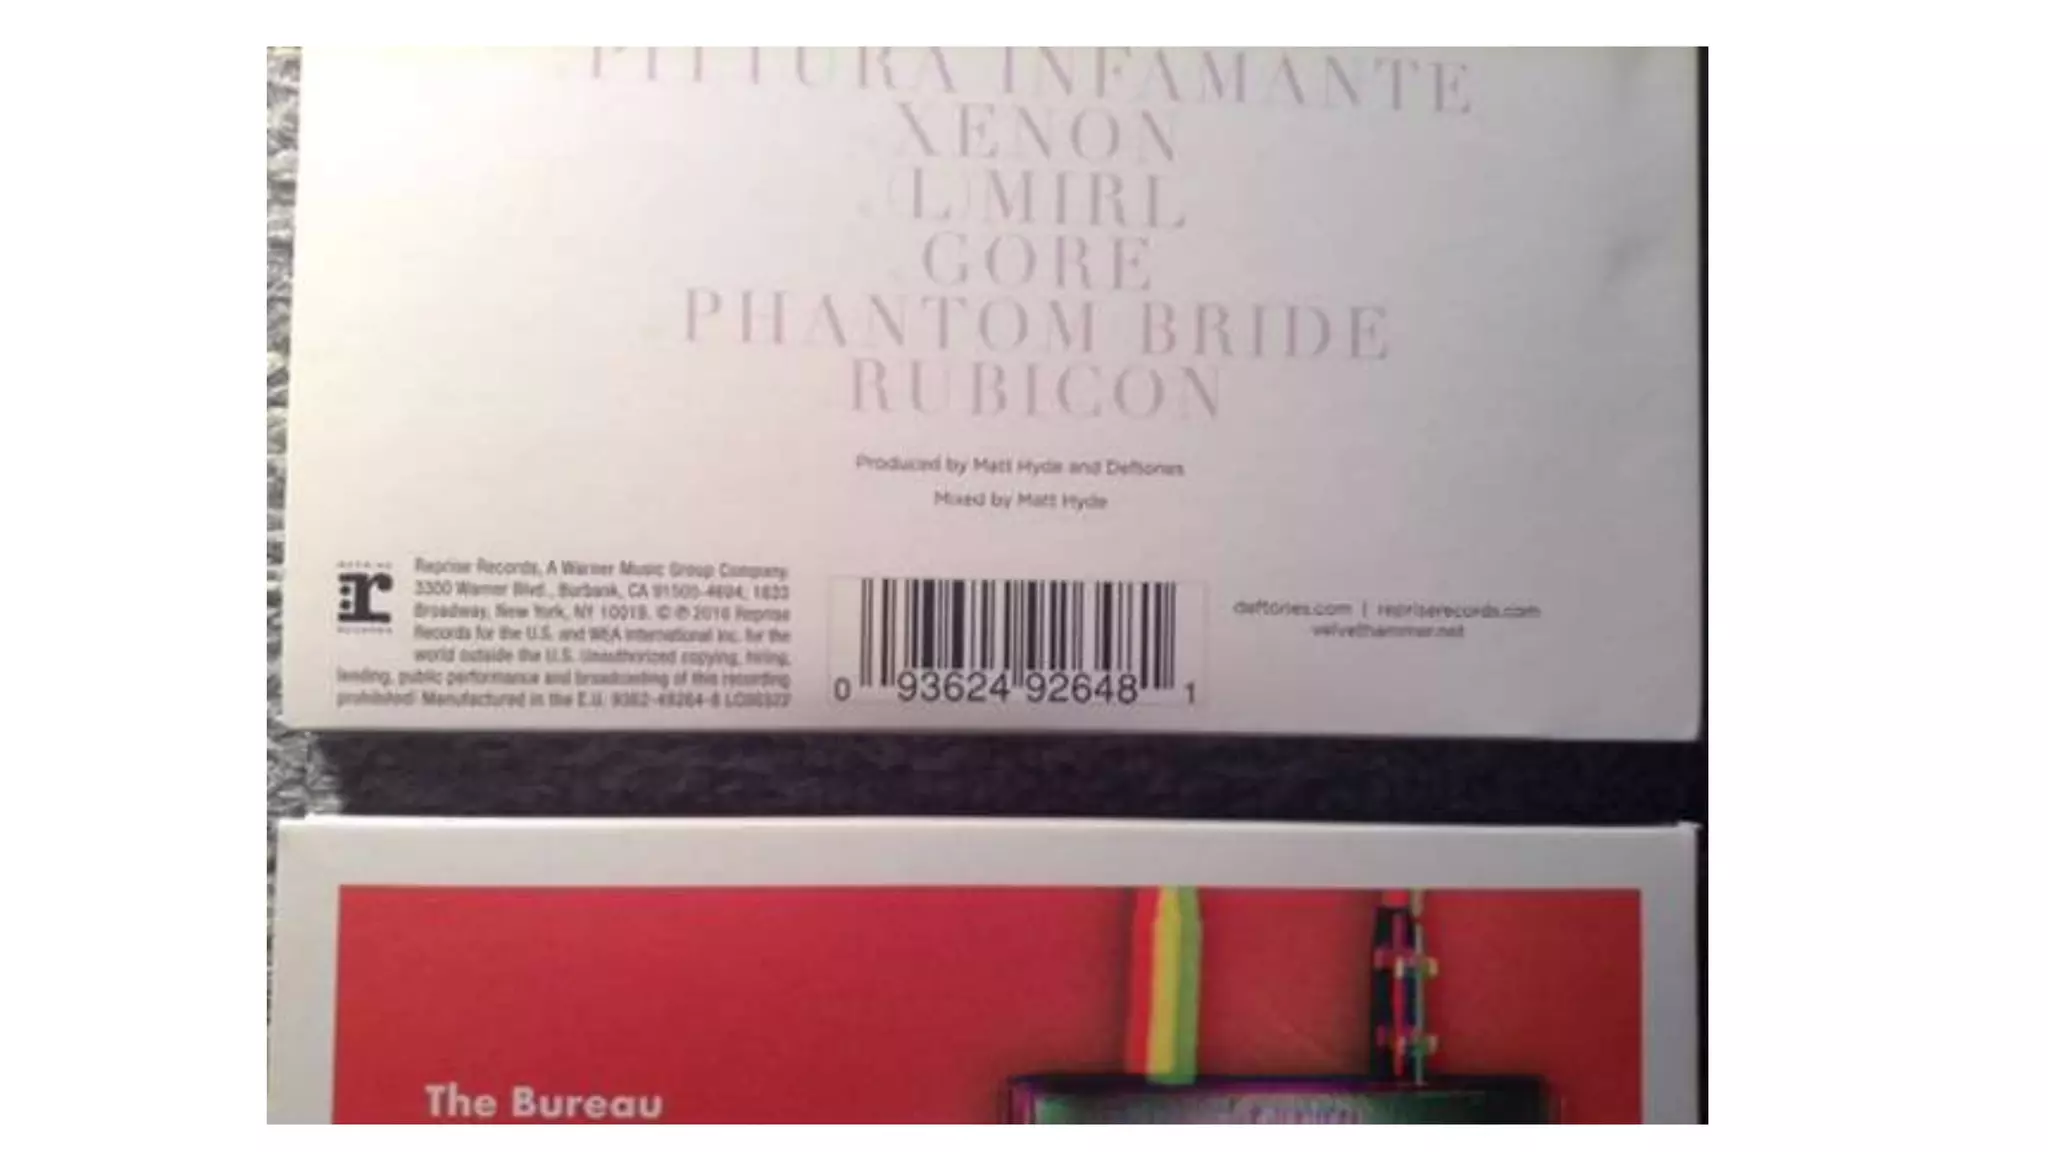 PITTURA INFAMANTE
XENON
(L)MIRL
GORE
PHANTOM BRIDE
RUBICON
Produced by Matt Hyde and Deftones
Mixed by Matt Hyde
r
RECORDS
Reprise Records, A Warner Music Group Company,
3300 Warner Blvd., Burbank, CA 91505-4694; 1633
Broadway, New York, NY 10019. © ℗ 2016 Reprise
Records for the U.S. and WEA International Inc. for the
world outside the U.S. Unauthorized copying, hiring,
lending, public performance and broadcasting of this recording
prohibited! Manufactured in the E.U.
0 93624 92648 1
deftones.com | repriserecords.com
velvethammer.net
The Bureau